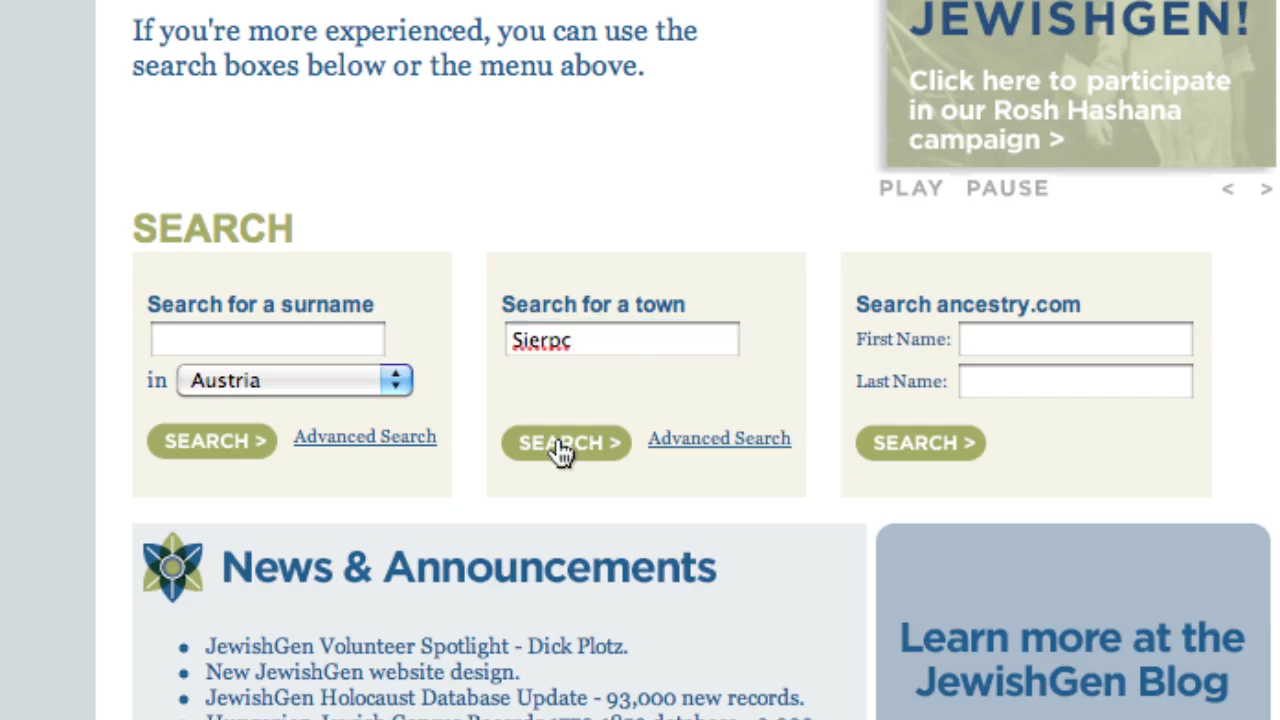 If you're more experienced, you can use the
search boxes below or the menu above.
JEWISHGEN!
Click here to participate
in our Rosh Hashana
campaign >
PLAY PAUSE < >
SEARCH
Search for a surname
in Austria
SEARCH > Advanced Search
Search for a town
Sierpc
SEARCH > Advanced Search
Search ancestry.com
First Name:
Last Name:
SEARCH >
News & Announcements
• JewishGen Volunteer Spotlight - Dick Plotz.
• New JewishGen website design.
• JewishGen Holocaust Database Update - 93,000 new records.
Learn more at the
JewishGen Blog